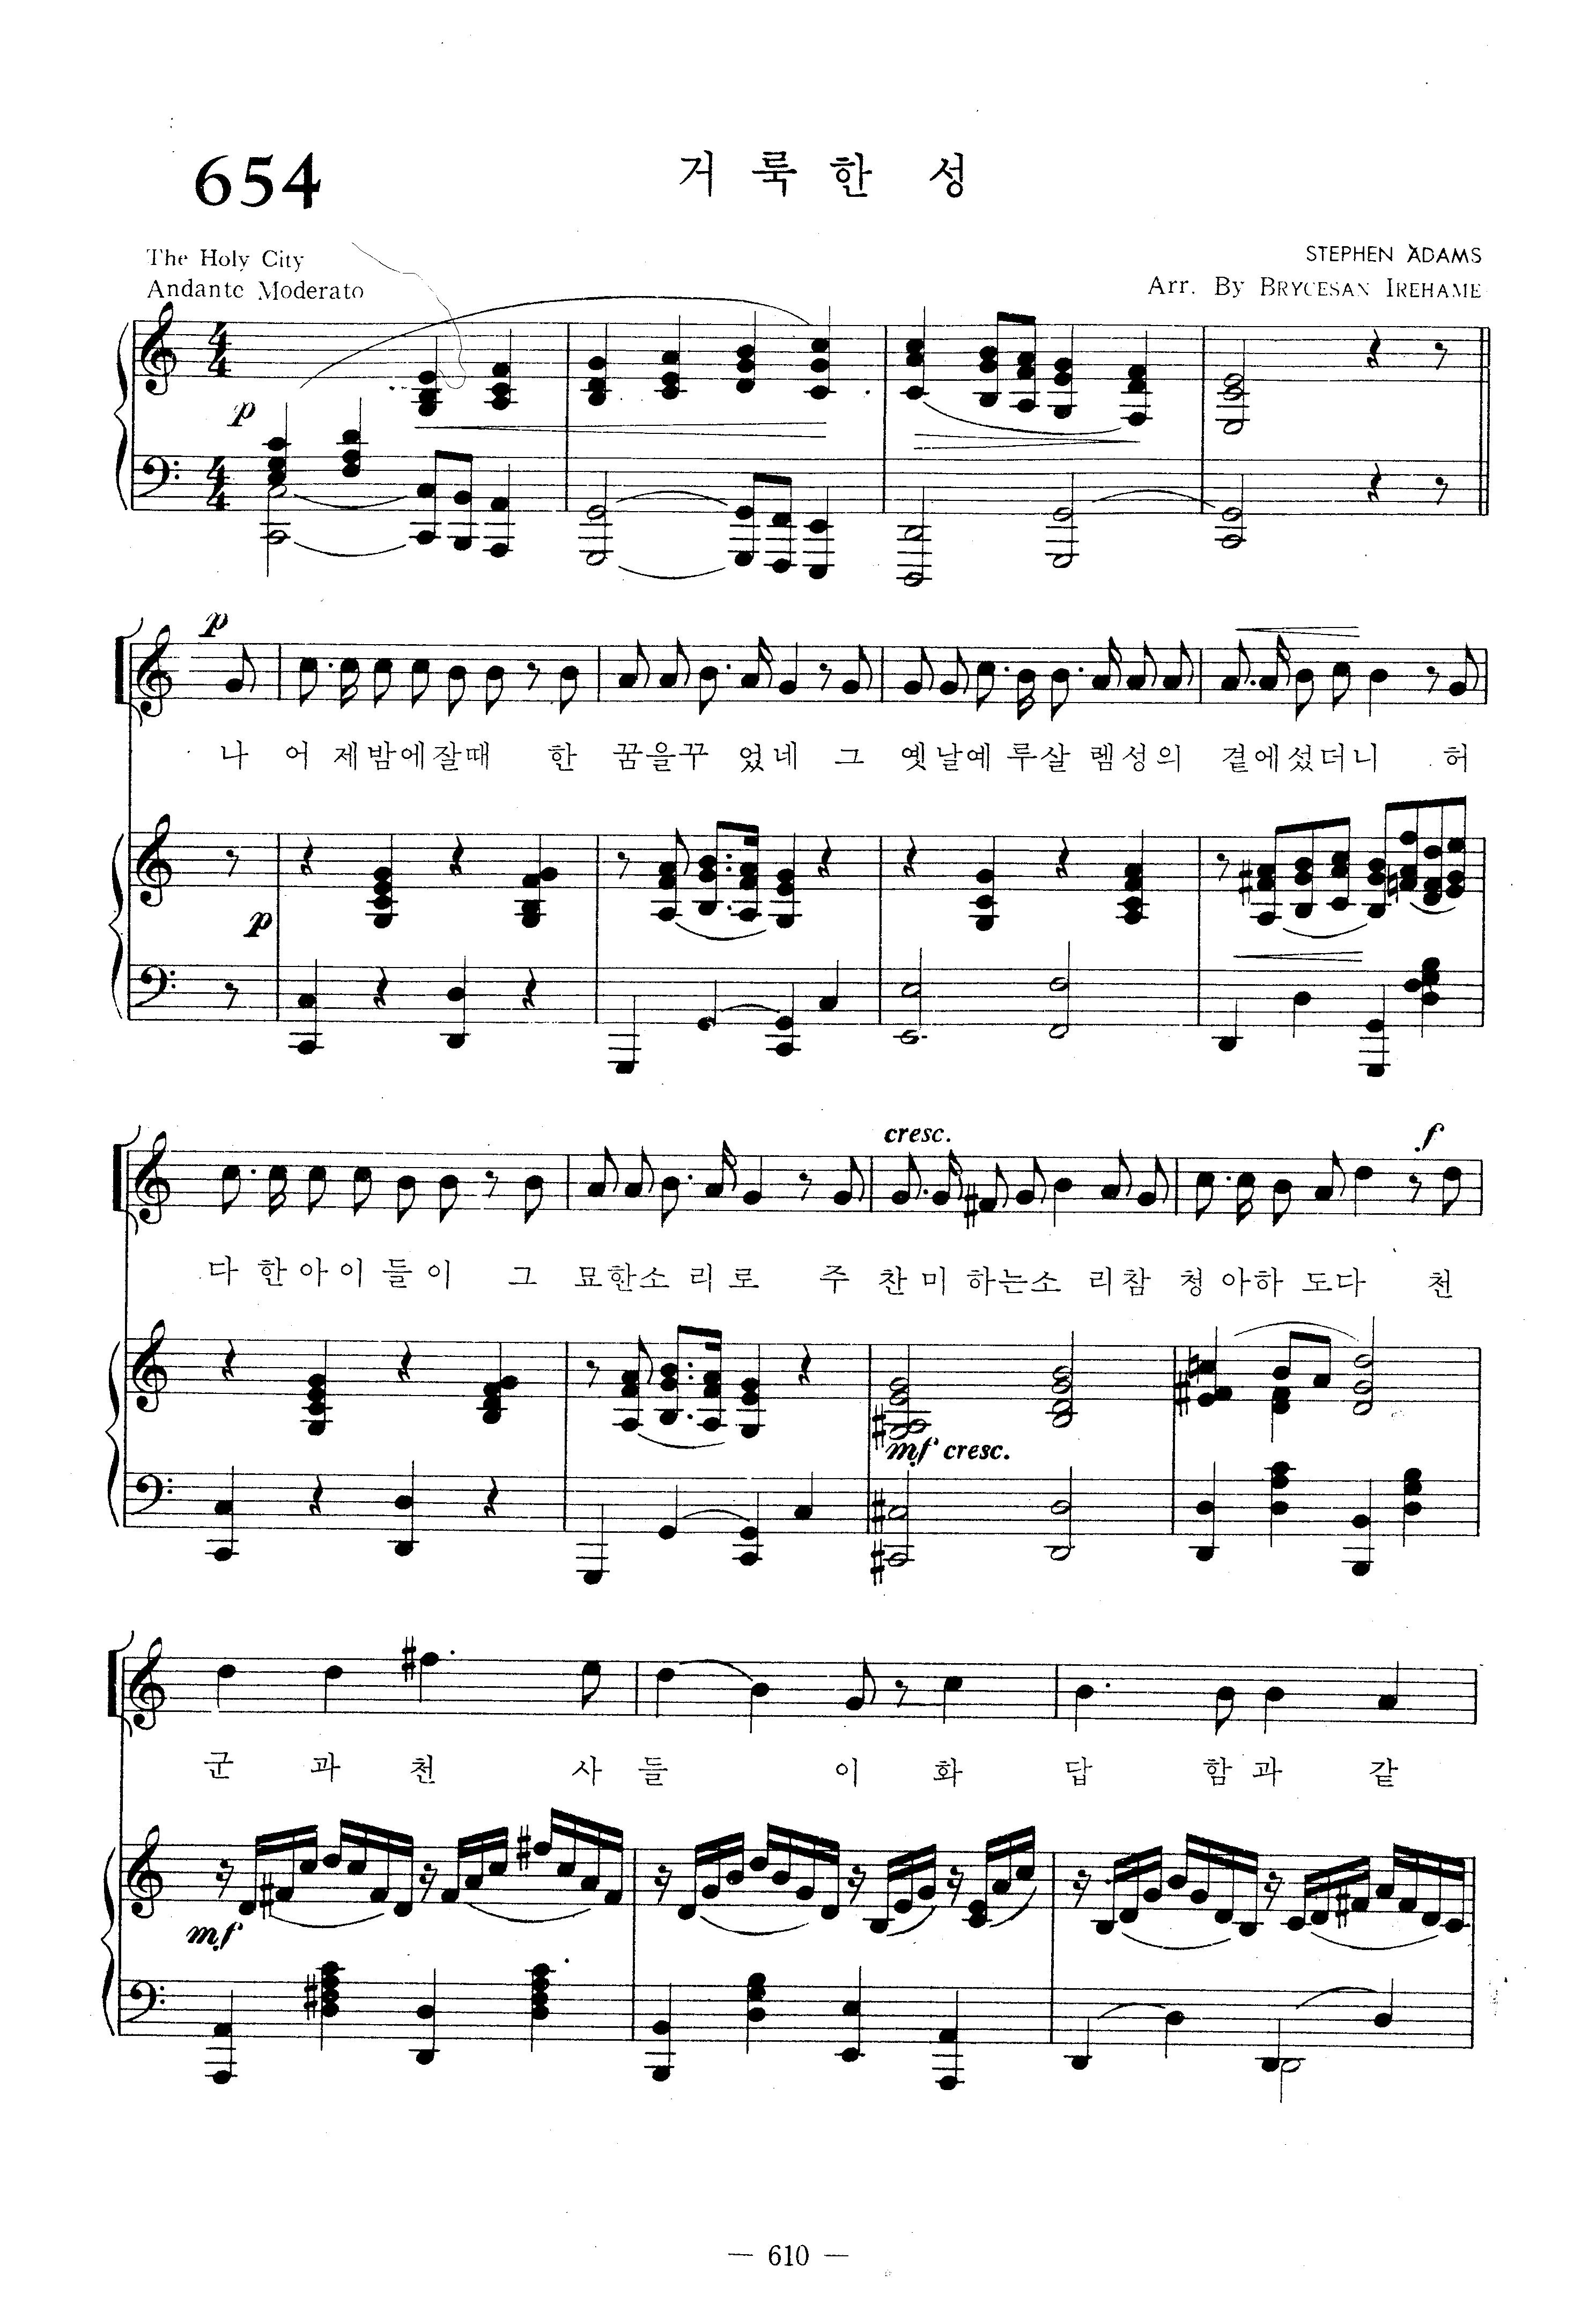 654
거룩한 성
The Holy City
STEPHEN ADAMS
Andante Moderato
Arr. By BRYCESAN IREHAME
p
p
나 어 제밤에잘때 한 꿈을꾸 었네 그 옛날예 루살 렘성의 곁에섰더니 허
p
cresc. f
다 한아이 들이 그 묘한소 리로 주 찬미 하는소 리참 청아하 도다 천
mf cresc.
군 과 천 사 들 이 화 답 함과 같
mf
— 610 —